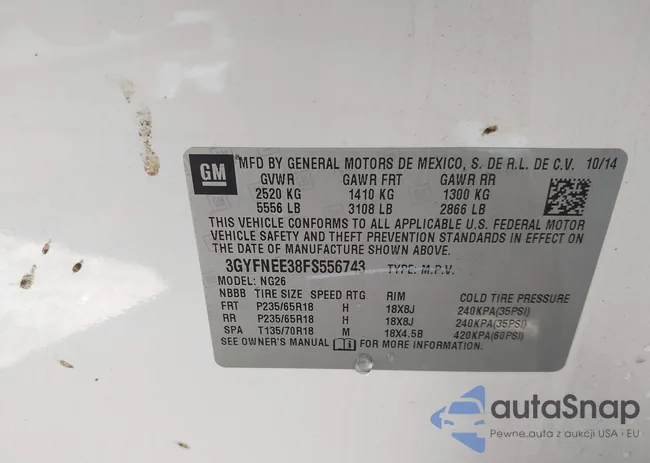 GM
MFD BY GENERAL MOTORS DE MEXICO, S. DE R.L. DE C.V. 10/14
GVWR GAWR FRT GAWR RR
2520 KG 1410 KG 1300 KG
5556 LB 3108 LB 2866 LB
THIS VEHICLE CONFORMS TO ALL APPLICABLE U.S. FEDERAL MOTOR
VEHICLE SAFETY AND THEFT PREVENTION STANDARDS IN EFFECT ON
THE DATE OF MANUFACTURE SHOWN ABOVE.
3GYFNEE38FS556743 TYPE: M.P.V.
MODEL: NG26
NBBB TIRE SIZE SPEED RTG RIM COLD TIRE PRESSURE
FRT P235/65R18 H 18X8J 240KPA(35PSI)
RR P235/65R18 H 18X8J 240KPA(35PSI)
SPA T135/70R18 M 18X4.5B 420KPA(60PSI)
SEE OWNER'S MANUAL FOR MORE INFORMATION.
autaSnap
Pewne auta z aukcji USA i EU